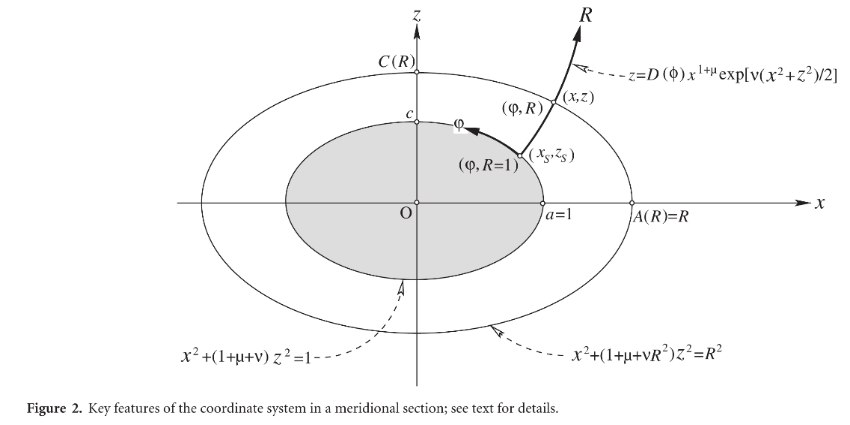 z
R
C(R)
z=D(ϕ)x^{1+μ}exp[ν(x²+z²)/2]
(φ,R)
(x,z)
c
φ
(φ,R=1)
(x_S,z_S)
O
a=1
A(R)=R
x
x²+(1+μ+ν)z²=1
x²+(1+μ+νR²)z²=R²
Figure 2. Key features of the coordinate system in a meridional section; see text for details.